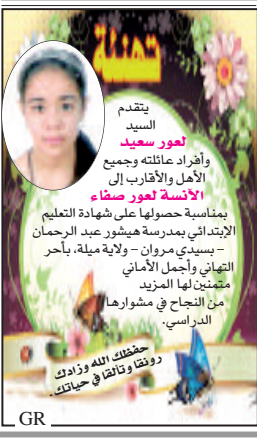 تهنئة
يتقدم
السيد
لعور سعيد
وأفراد عائلته وجميع
الأهل والأقارب إلى
الآنسة لعور صفاء
بمناسبة حصولها على شهادة التعليم
الإبتدائي بمدرسة هيشور عبد الرحمان
- بسيدي مروان - ولاية ميلة، بأحر
التهاني وأجمل الأماني
متمنين لها المزيد
من النجاح في مشوارها
الدراسي.
حفظك الله وزادك
رونقا وتألقا في حياتك.
GR